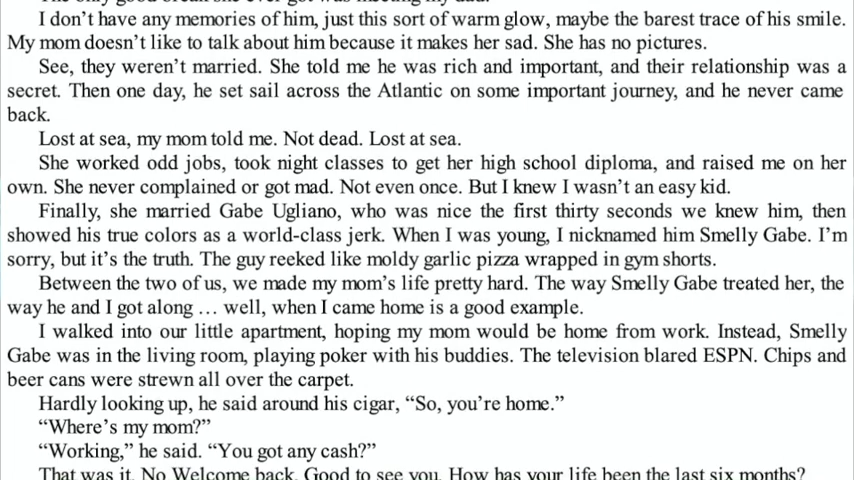 I don’t have any memories of him, just this sort of warm glow, maybe the barest trace of his smile.
My mom doesn’t like to talk about him because it makes her sad. She has no pictures.
See, they weren’t married. She told me he was rich and important, and their relationship was a
secret. Then one day, he set sail across the Atlantic on some important journey, and he never came
back.
Lost at sea, my mom told me. Not dead. Lost at sea.
She worked odd jobs, took night classes to get her high school diploma, and raised me on her
own. She never complained or got mad. Not even once. But I knew I wasn’t an easy kid.
Finally, she married Gabe Ugliano, who was nice the first thirty seconds we knew him, then
showed his true colors as a world-class jerk. When I was young, I nicknamed him Smelly Gabe. I’m
sorry, but it’s the truth. The guy reeked like moldy garlic pizza wrapped in gym shorts.
Between the two of us, we made my mom’s life pretty hard. The way Smelly Gabe treated her, the
way he and I got along … well, when I came home is a good example.
I walked into our little apartment, hoping my mom would be home from work. Instead, Smelly
Gabe was in the living room, playing poker with his buddies. The television blared ESPN. Chips and
beer cans were strewn all over the carpet.
Hardly looking up, he said around his cigar, “So, you’re home.”
“Where’s my mom?”
“Working,” he said. “You got any cash?”
That was it. No Welcome back. Good to see you. How has your life been the last six months?